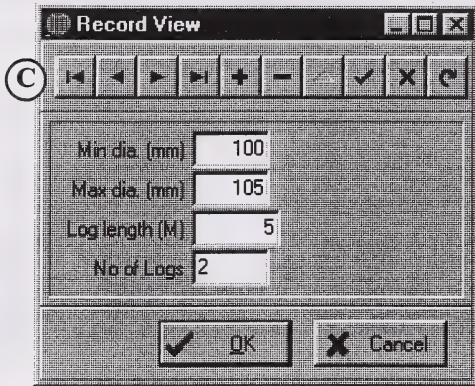 Record View
C
Min dia. (mm) 100
Max dia. (mm) 105
Log length (M) 5
No of Logs 2
OK Cancel